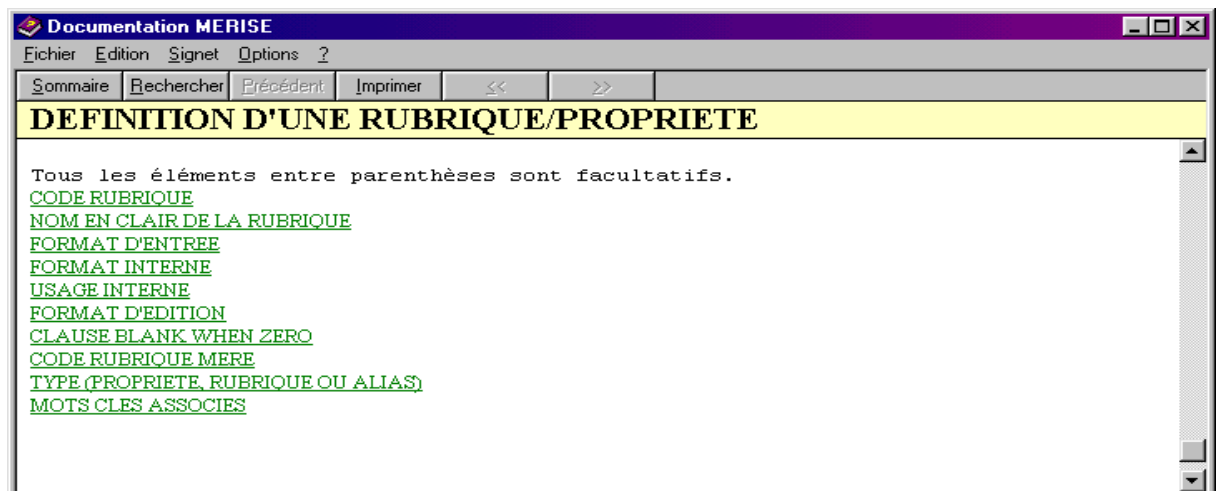 Documentation MERISE
Fichier Edition Signet Options ?
Sommaire Rechercher Précédent Imprimer << >>
DEFINITION D'UNE RUBRIQUE/PROPRIETE
Tous les éléments entre parenthèses sont facultatifs.
CODE RUBRIQUE
NOM EN CLAIR DE LA RUBRIQUE
FORMAT D'ENTREE
FORMAT INTERNE
USAGE INTERNE
FORMAT D'EDITION
CLAUSE BLANK WHEN ZERO
CODE RUBRIQUE MERE
TYPE (PROPRIETE, RUBRIQUE OU ALIAS)
MOTS CLES ASSOCIES